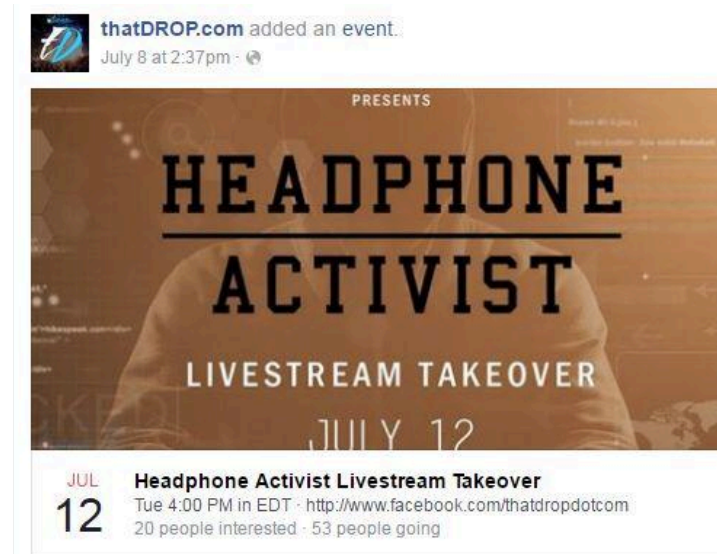 thatDROP.com added an event.
July 8 at 2:37pm ·
PRESENTS
HEADPHONE
ACTIVIST
LIVESTREAM TAKEOVER
JULY 12
JUL
12
Headphone Activist Livestream Takeover
Tue 4:00 PM in EDT · http://www.facebook.com/thatdropdotcom
20 people interested · 53 people going